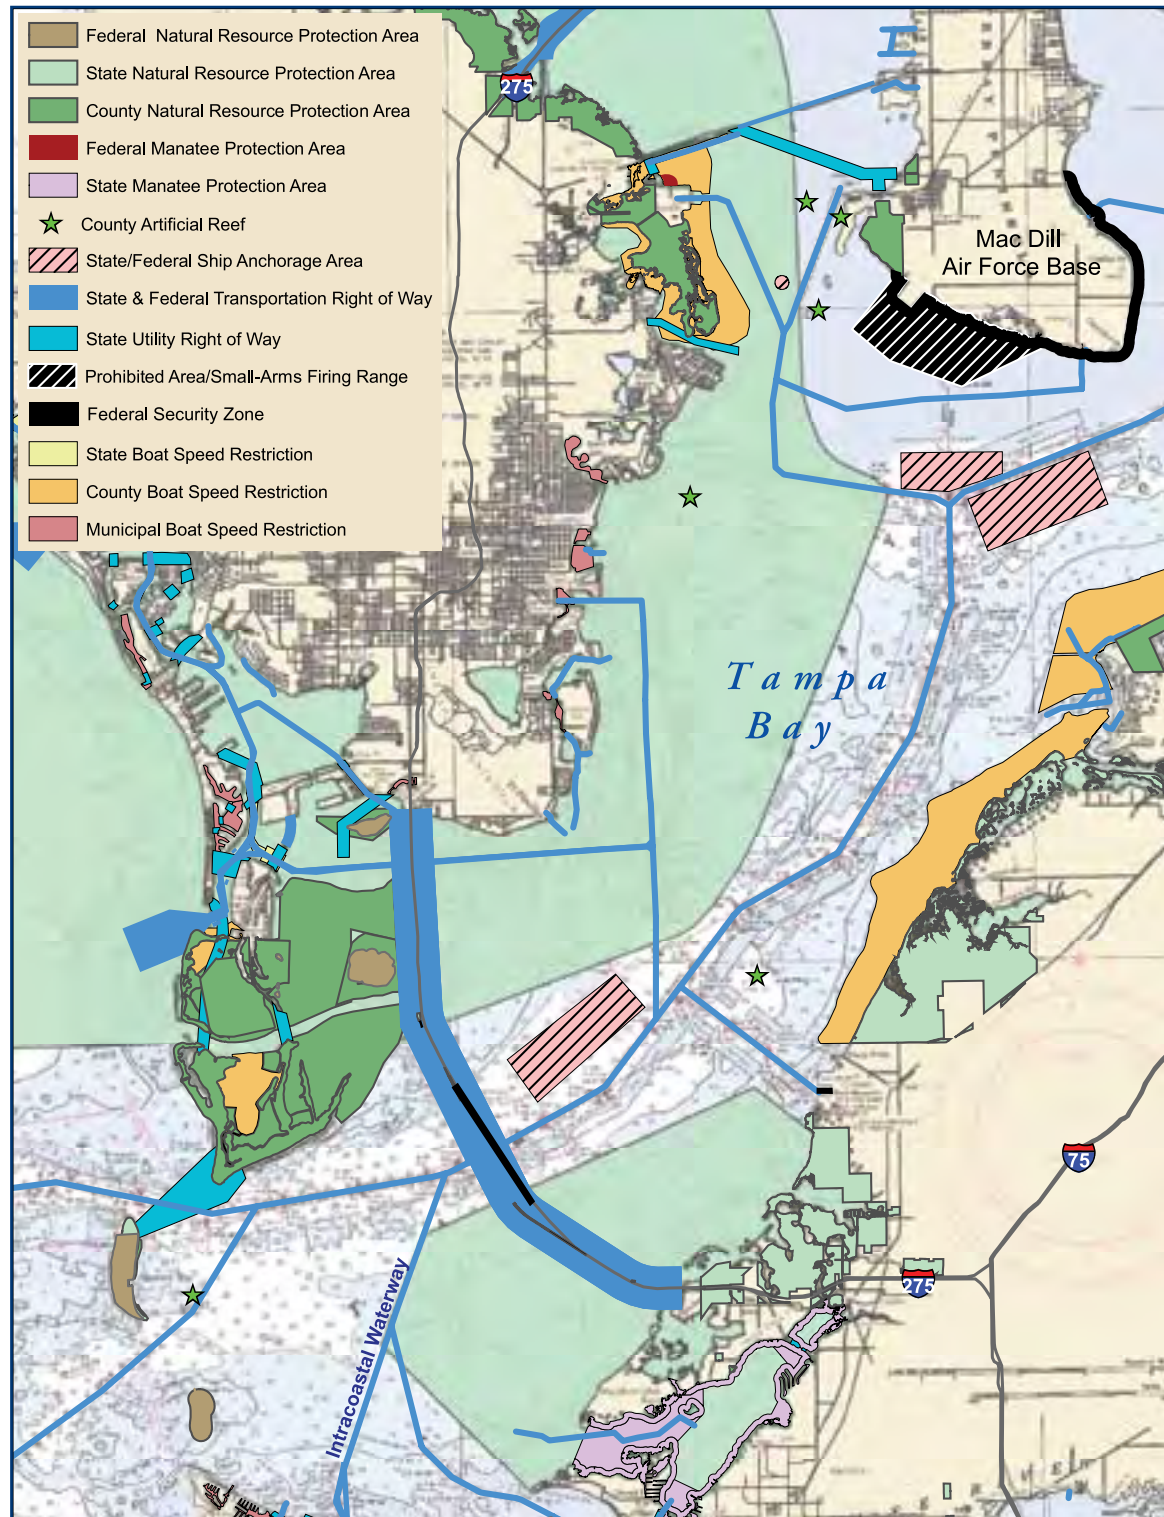 Federal  Natural Resource Protection Area
State Natural Resource Protection Area
County Natural Resource Protection Area
Federal Manatee Protection Area
State Manatee Protection Area
County Artificial Reef
State/Federal Ship Anchorage Area
State & Federal Transportation Right of Way
State Utility Right of Way
Prohibited Area/Small-Arms Firing Range
Federal Security Zone
State Boat Speed Restriction
County Boat Speed Restriction
Municipal Boat Speed Restriction
275
Mac Dill
Air Force Base
Tampa
Bay
75
275
Intracoastal Waterway